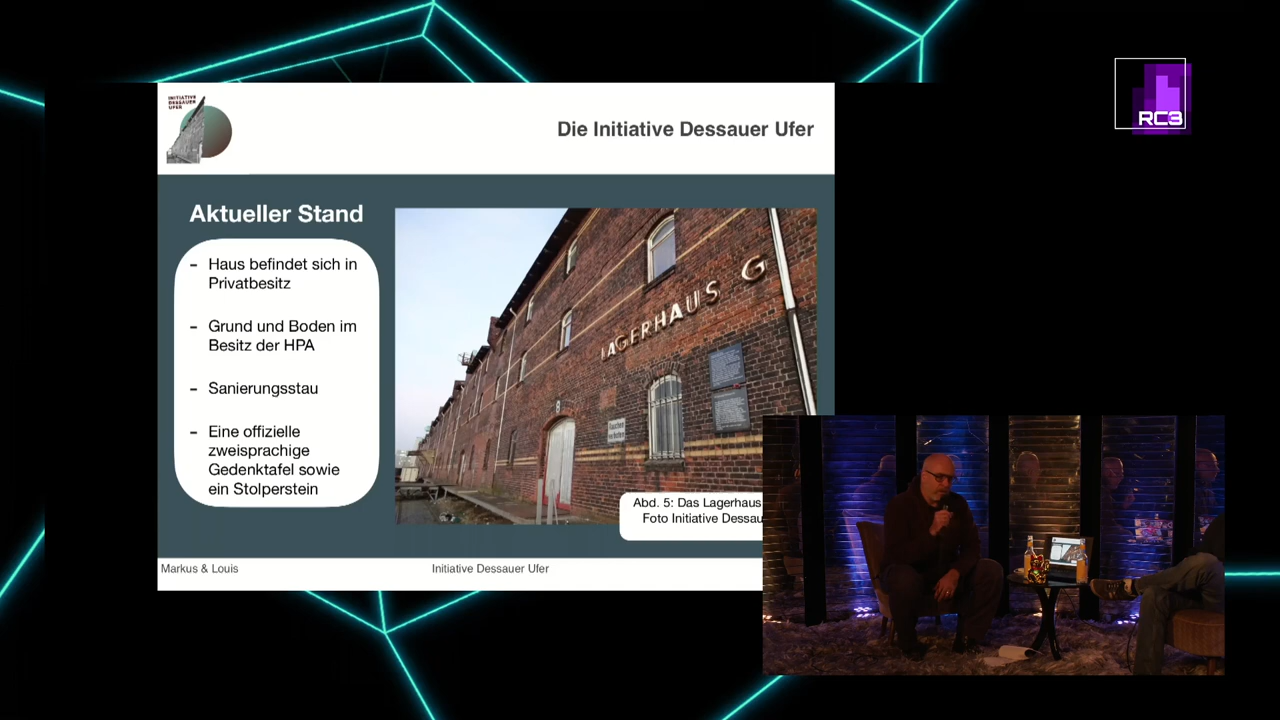 INITIATIVE
DESSAUER
UFER
Die Initiative Dessauer Ufer
RC3
Aktueller Stand
- Haus befindet sich in
Privatbesitz
- Grund und Boden im
Besitz der HPA
- Sanierungsstau
- Eine offizielle
zweisprachige
Gedenktafel sowie
ein Stolperstein
LAGERHAUS G
Rauchen
verboten
Abd. 5: Das Lagerhaus
Foto Initiative Dessau
Markus & Louis
Initiative Dessauer Ufer